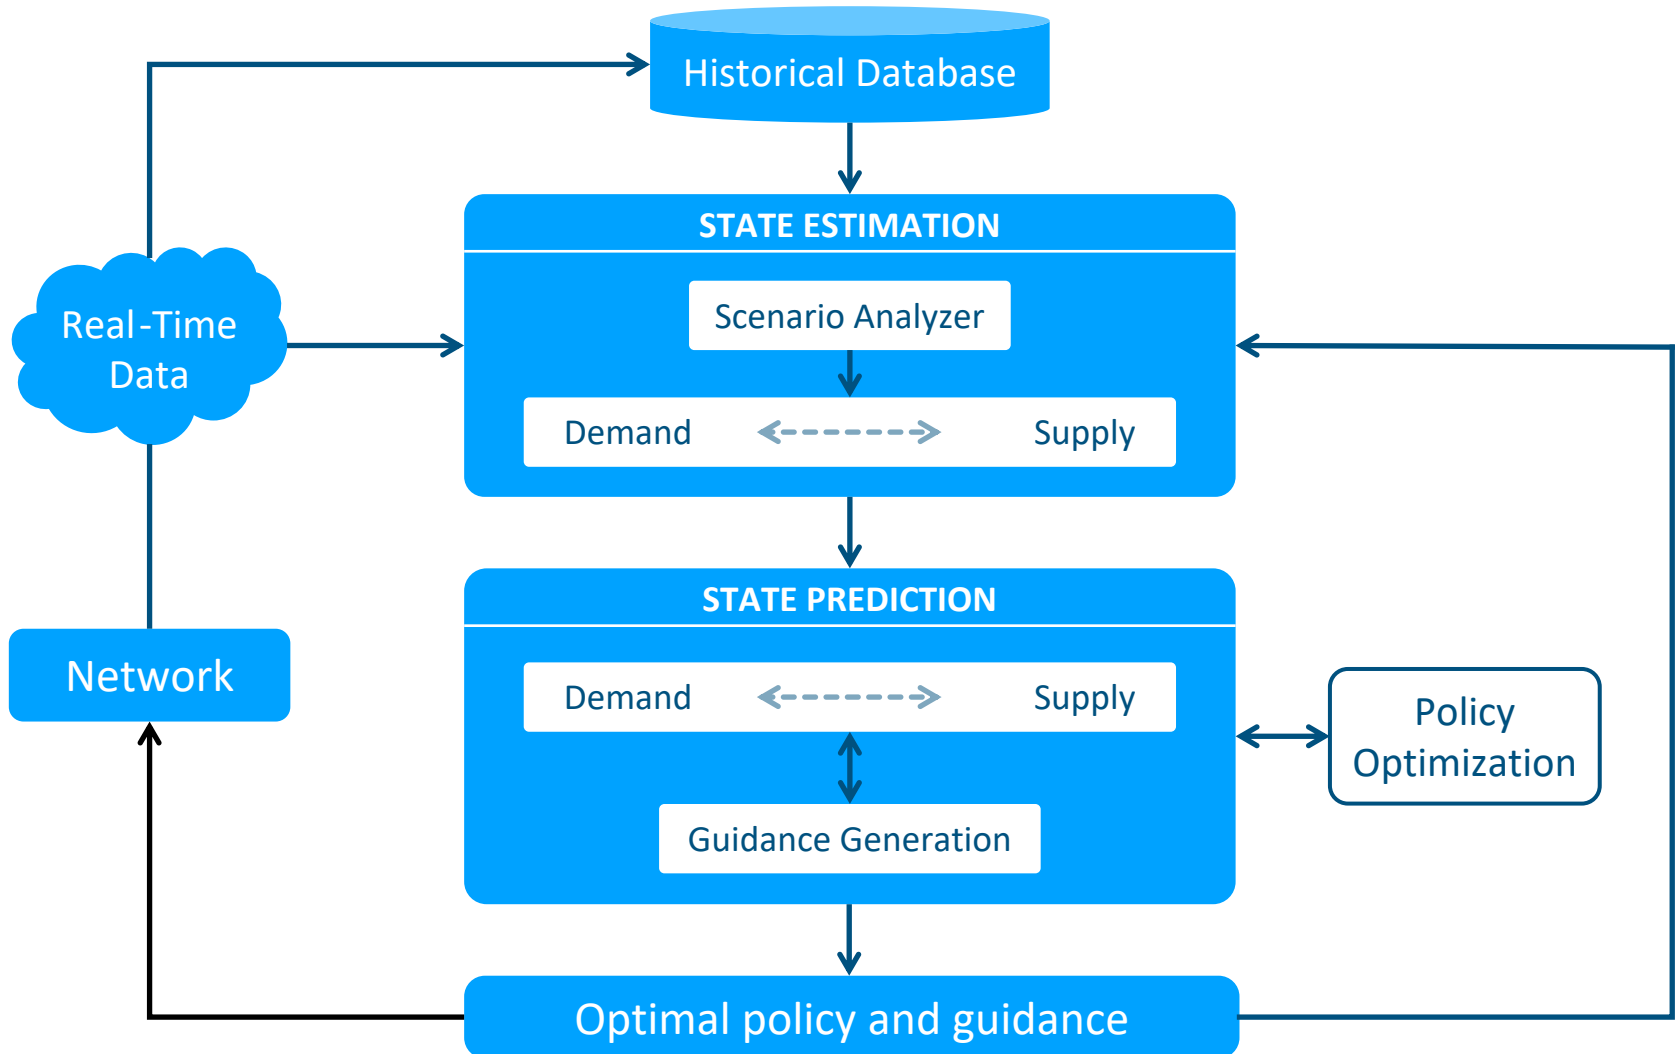 Historical Database
STATE ESTIMATION
Scenario Analyzer
Real-Time
Data
Demand Supply
STATE PREDICTION
Network
Demand Supply
Policy
Optimization
Guidance Generation
Optimal policy and guidance